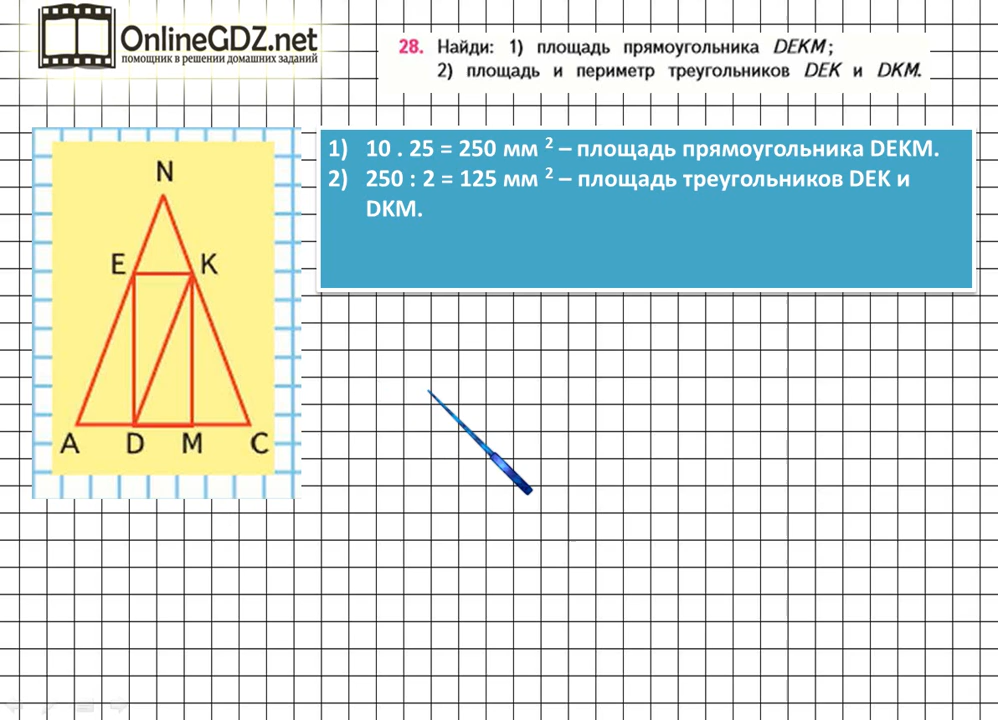 OnlineGDZ.net
помощник в решении домашних заданий
28. Найди: 1) площадь прямоугольника DEKM;
2) площадь и периметр треугольников DEK и DKM.
1) 10 . 25 = 250 мм ² – площадь прямоугольника DEKM.
2) 250 : 2 = 125 мм ² – площадь треугольников DEK и
DKM.
N
E K
A D M C